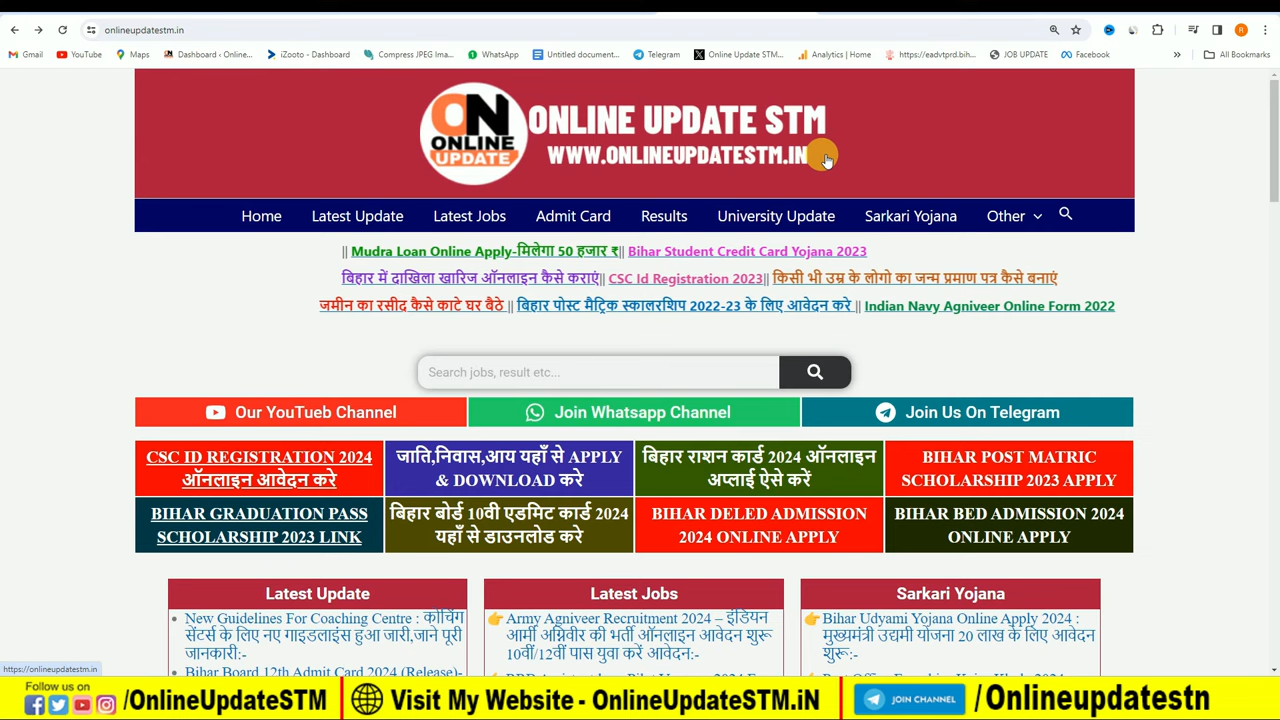 onlineupdatestm.in
Gmail YouTube Maps Dashboard ‹ Online... iZooto - Dashboard Compress JPEG Ima... WhatsApp Untitled document... Telegram Online Update STM... Analytics | Home https://eadvtprd.bih... JOB UPDATE Facebook » All Bookmarks
ON ONLINE UPDATE
ONLINE UPDATE STM
WWW.ONLINEUPDATESTM.IN
Home Latest Update Latest Jobs Admit Card Results University Update Sarkari Yojana Other
|| Mudra Loan Online Apply-मिलेगा 50 हजार ₹|| Bihar Student Credit Card Yojana 2023
बिहार में दाखिला खारिज ऑनलाइन कैसे कराएं|| CSC Id Registration 2023|| किसी भी उम्र के लोगो का जन्म प्रमाण पत्र कैसे बनाएं
जमीन का रसीद कैसे काटे घर बैठे || बिहार पोस्ट मैट्रिक स्कालरशिप 2022-23 के लिए आवेदन करे || Indian Navy Agniveer Online Form 2022
Search jobs, result etc...
Our YouTueb Channel Join Whatsapp Channel Join Us On Telegram
CSC ID REGISTRATION 2024
ऑनलाइन आवेदन करे
जाति,निवास,आय यहाँ से APPLY
& DOWNLOAD करे
बिहार राशन कार्ड 2024 ऑनलाइन
अप्लाई ऐसे करें
BIHAR POST MATRIC
SCHOLARSHIP 2023 APPLY
BIHAR GRADUATION PASS
SCHOLARSHIP 2023 LINK
बिहार बोर्ड 10वी एडमिट कार्ड 2024
यहाँ से डाउनलोड करे
BIHAR DELED ADMISSION
2024 ONLINE APPLY
BIHAR BED ADMISSION 2024
ONLINE APPLY
Latest Update
New Guidelines For Coaching Centre : कोचिंग
सेंटर्स के लिए नए गाइडलाइंस हुआ जारी,जाने पूरी
जानकारी:-
Bihar Board 12th Admit Card 2024 (Release)-
Latest Jobs
Army Agniveer Recruitment 2024 – इंडियन
आर्मी अग्निवीर की भर्ती ऑनलाइन आवेदन शुरू
10वीं/12वीं पास युवा करें आवेदन:-
Sarkari Yojana
Bihar Udyami Yojana Online Apply 2024 :
मुख्यमंत्री उद्यमी योजना 20 लाख के लिए आवेदन
शुरू:-
https://onlineupdatestm.in
Follow us on
/OnlineUpdateSTM
Visit My Website - OnlineUpdateSTM.iN
JOIN CHANNEL /Onlineupdatestn